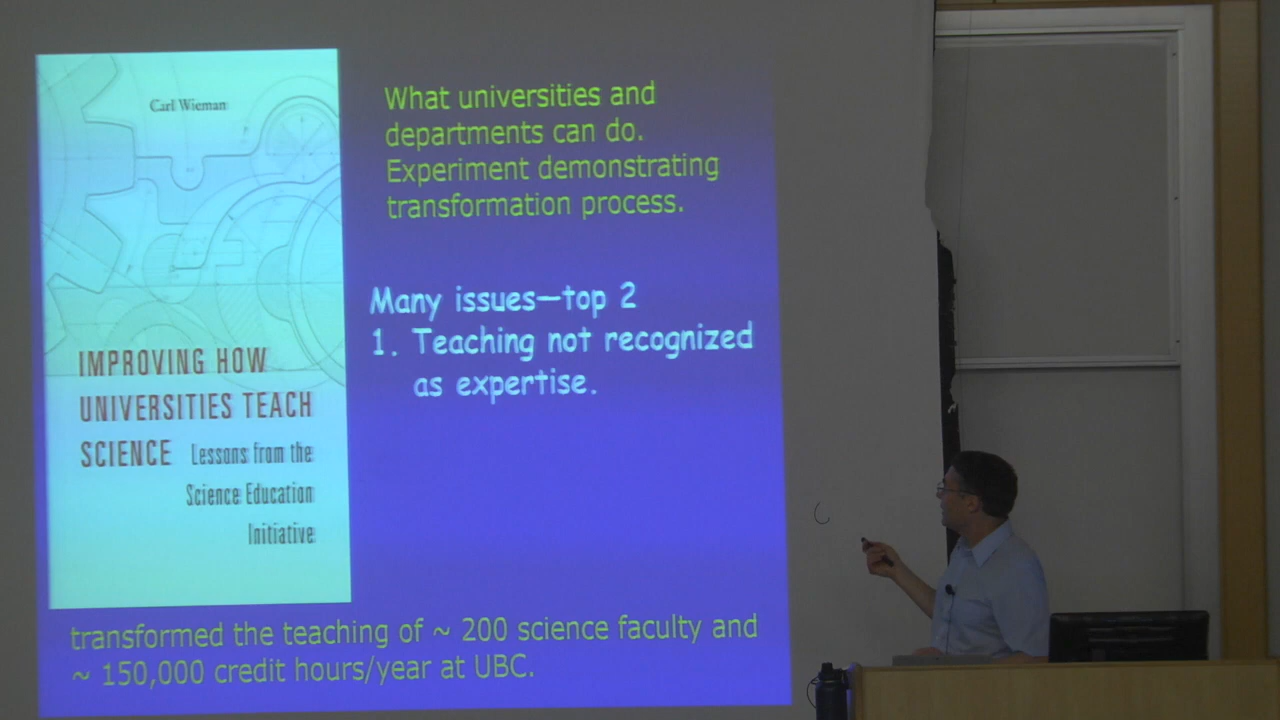 Carl Wieman
IMPROVING HOW
UNIVERSITIES TEACH
SCIENCE Lessons from the
Science Education
Initiative
What universities and
departments can do.
Experiment demonstrating
transformation process.
Many issues—top 2
1. Teaching not recognized
as expertise.
transformed the teaching of ~ 200 science faculty and
~ 150,000 credit hours/year at UBC.